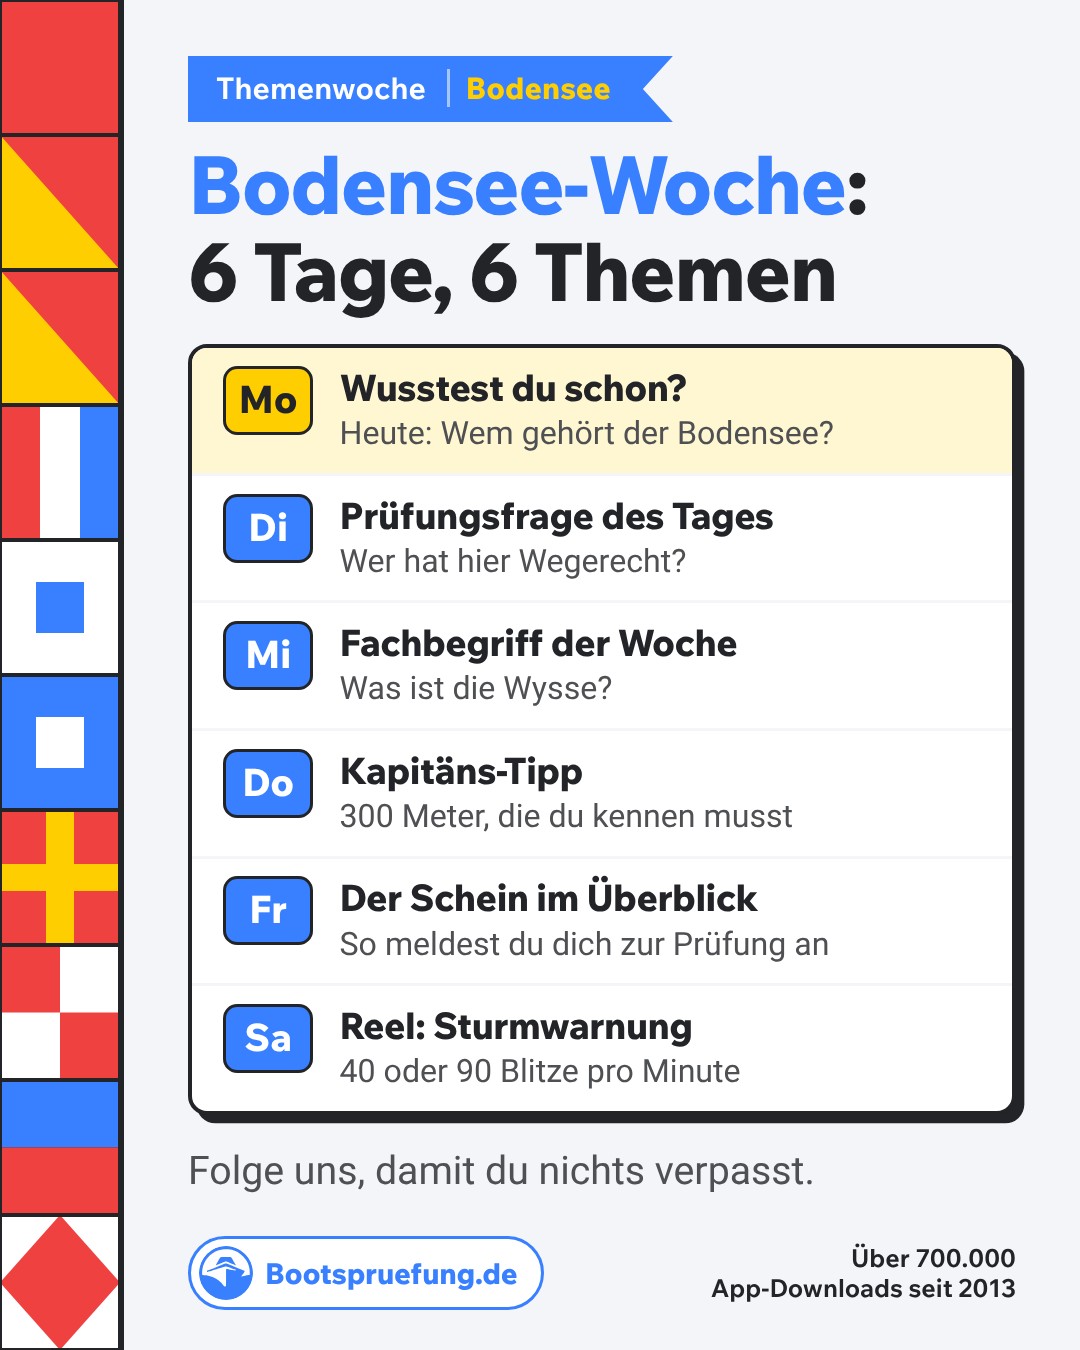 Themenwoche | Bodensee
Bodensee-Woche:
6 Tage, 6 Themen
Mo
Wusstest du schon?
Heute: Wem gehört der Bodensee?
Di
Prüfungsfrage des Tages
Wer hat hier Wegerecht?
Mi
Fachbegriff der Woche
Was ist die Wysse?
Do
Kapitäns-Tipp
300 Meter, die du kennen musst
Fr
Der Schein im Überblick
So meldest du dich zur Prüfung an
Sa
Reel: Sturmwarnung
40 oder 90 Blitze pro Minute
Folge uns, damit du nichts verpasst.
Bootspruefung.de
Über 700.000
App-Downloads seit 2013